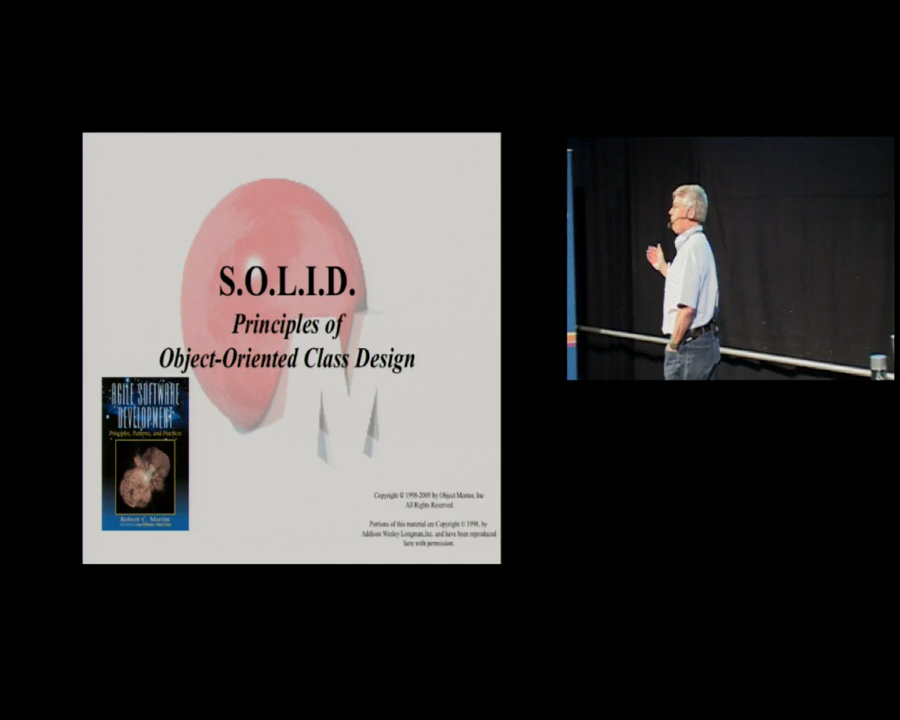 S.O.L.I.D.
Principles of
Object-Oriented Class Design
AGILE SOFTWARE
DEVELOPMENT
Principles, Patterns, and Practices
Robert C. Martin
Copyright © 1998-2009 by Object Mentor, Inc
All Rights Reserved
Portions of this material are Copyright © 1998, by
Addison Wesley Longman,Inc. and have been reproduced
here with permission.